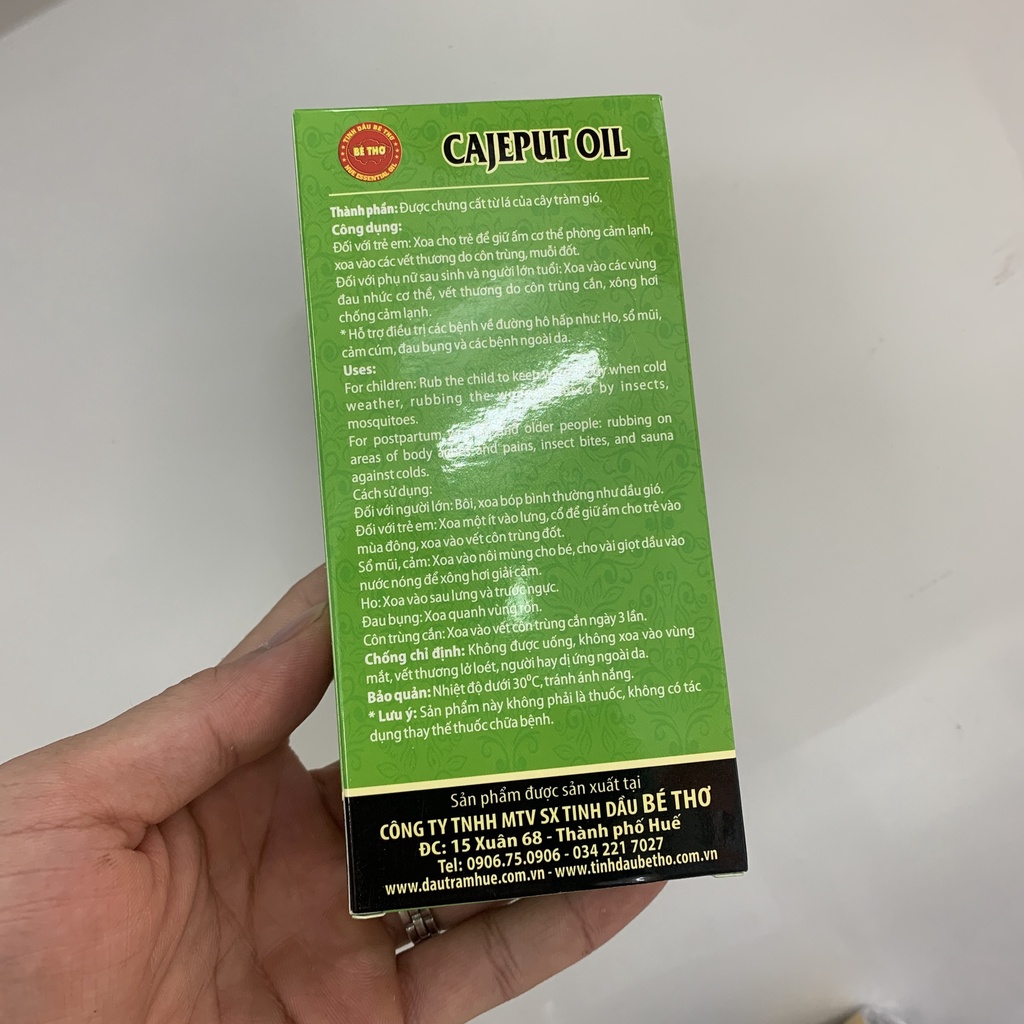 TINH DẦU BÉ THƠ
BÉ THƠ
HUE ESSENTIAL OIL
CAJEPUT OIL
Thành phần: Được chưng cất từ lá của cây tràm gió.
Công dụng:
Đối với trẻ em: Xoa cho trẻ để giữ ấm cơ thể phòng cảm lạnh,
xoa vào các vết thương do côn trùng, muỗi đốt.
Đối với phụ nữ sau sinh và người lớn tuổi: Xoa vào các vùng
đau nhức cơ thể, vết thương do côn trùng cắn, xông hơi
chống cảm lạnh.
* Hỗ trợ điều trị các bệnh về đường hô hấp như: Ho, sổ mũi,
cảm cúm, đau bụng và các bệnh ngoài da.
Uses:
For children: Rub the child to keep when cold
weather, rubbing the by insects,
mosquitoes.
For postpartum and older people: rubbing on
areas of body and pains, insect bites, and sauna
against colds.
Cách sử dụng:
Đối với người lớn: Bôi, xoa bóp bình thường như dầu gió.
Đối với trẻ em: Xoa một ít vào lưng, cổ để giữ ấm cho trẻ vào
mùa đông, xoa vào vết côn trùng đốt.
Sổ mũi, cảm: Xoa vào nôi mùng cho bé, cho vài giọt dầu vào
nước nóng để xông hơi giải cảm.
Ho: Xoa vào sau lưng và trước ngực.
Đau bụng: Xoa quanh vùng rốn.
Côn trùng cắn: Xoa vào vết côn trùng cắn ngày 3 lần.
Chống chỉ định: Không được uống, không xoa vào vùng
mắt, vết thương lở loét, người hay dị ứng ngoài da.
Bảo quản: Nhiệt độ dưới 30⁰C, tránh ánh nắng.
* Lưu ý: Sản phẩm này không phải là thuốc, không có tác
dụng thay thế thuốc chữa bệnh.
Sản phẩm được sản xuất tại
CÔNG TY TNHH MTV SX TINH DẦU BÉ THƠ
ĐC: 15 Xuân 68 - Thành phố Huế
Tel: 0906.75.0906 - 034 221 7027
www.dautramhue.com.vn - www.tinhdaubetho.com.vn